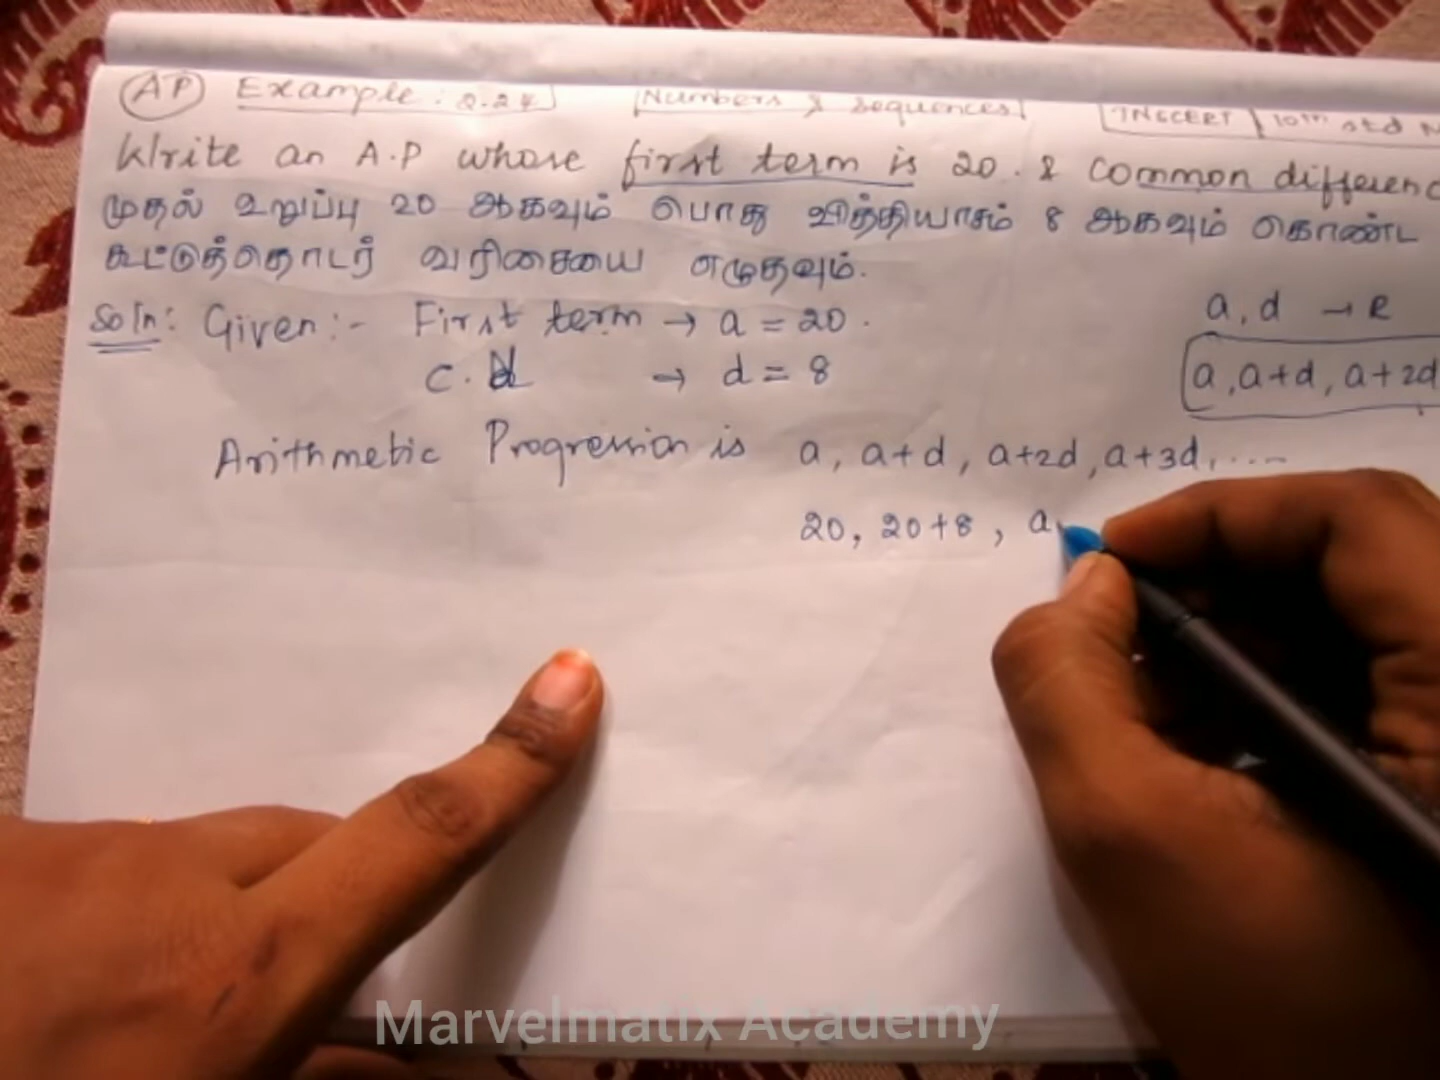 AP Example: 2.24 Numbers & Sequences TNSCERT 10th std
Write an A.P whose first term is 20. & common differenc
முதல் உறுப்பு 20 ஆகவும் பொது வித்தியாசம் 8 ஆகவும் கொண்ட
கூட்டுத்தொடர் வரிசையை எழுதவும்.
Soln: Given:- First term → a = 20.
a, d → R
C.d → d = 8
a, a+d, a+2d
Arithmetic Progression is a, a+d, a+2d, a+3d, ....
20, 20+8, a
Marvelmatix Academy